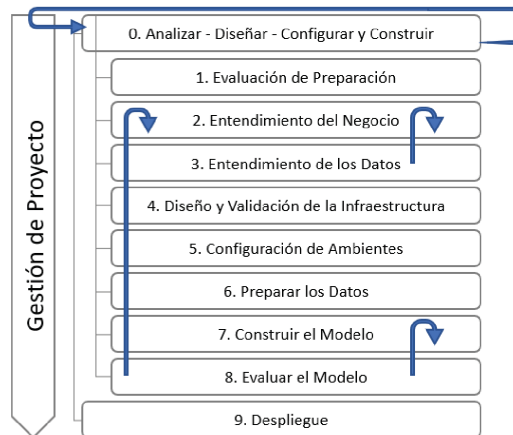 Gestión de Proyecto
0. Analizar - Diseñar - Configurar y Construir
1. Evaluación de Preparación
2. Entendimiento del Negocio
3. Entendimiento de los Datos
4. Diseño y Validación de la Infraestructura
5. Configuración de Ambientes
6. Preparar los Datos
7. Construir el Modelo
8. Evaluar el Modelo
9. Despliegue